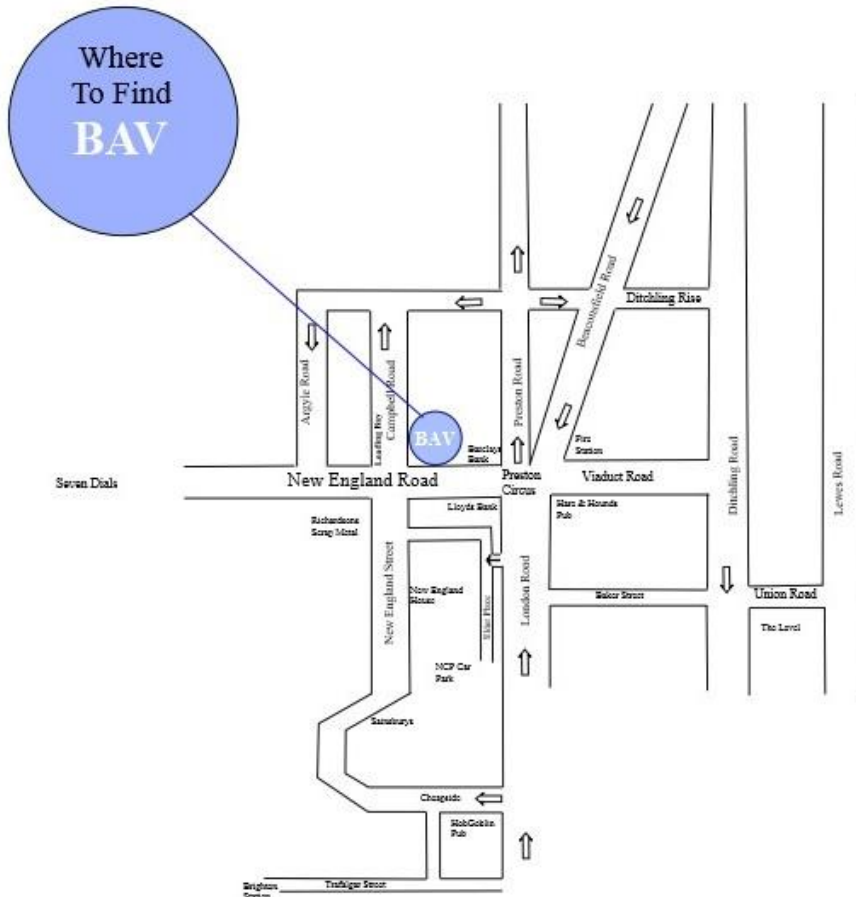 Where
To Find
BAV
Ditchling Rise
Beaconsfield Road
Preston Road
Argyle Road
Loading Bay
Campbell Road
BAV
Barclays
Bank
Fire
Station
Seven Dials
New England Road
Preston
Circus
Viaduct Road
Ditchling Road
Lewes Road
Lloyds Bank
Hare & Hounds
Pub
Richardsons
Scrap Metal
New England Street
New England
House
Elder Place
London Road
Baker Street
Union Road
The Level
NCP Car
Park
Sainsburys
Cheapside
HobGoblin
Pub
Brighton
Station
Trafalgar Street